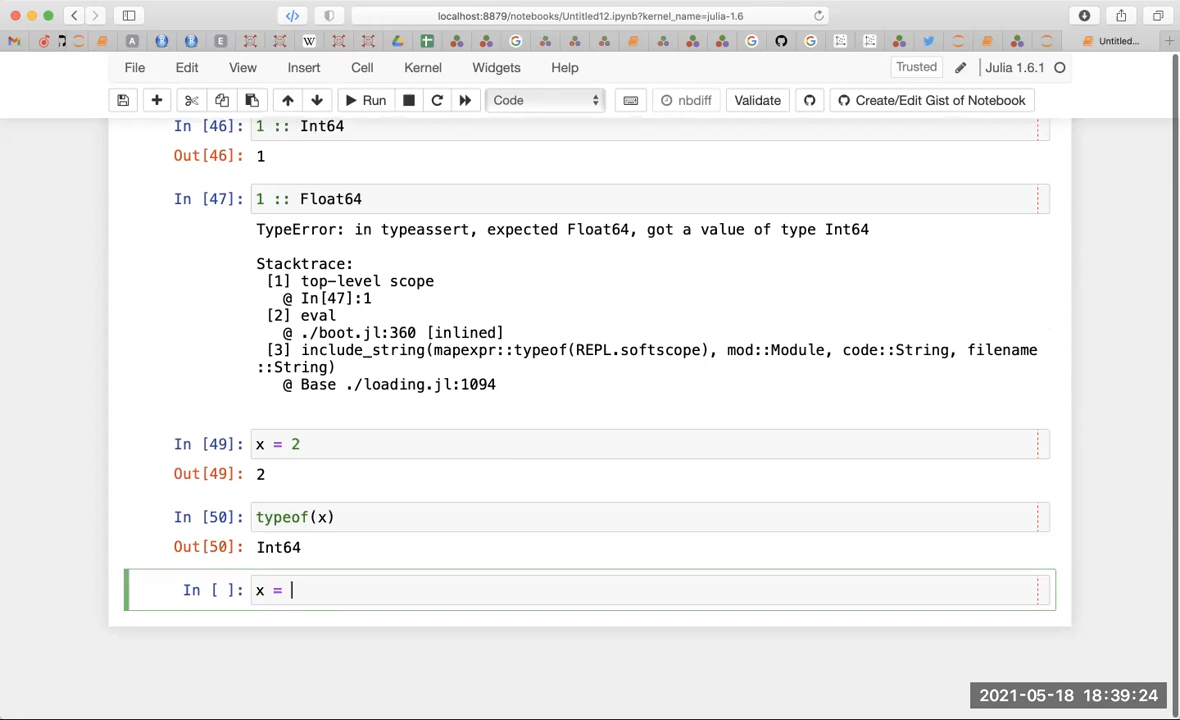 localhost:8879/notebooks/Untitled12.ipynb?kernel_name=julia-1.6
Untitled...
File Edit View Insert Cell Kernel Widgets Help Trusted Julia 1.6.1
Run Code nbdiff Validate Create/Edit Gist of Notebook
In [46]: 1 :: Int64
Out[46]: 1
In [47]: 1 :: Float64
TypeError: in typeassert, expected Float64, got a value of type Int64
Stacktrace:
[1] top-level scope
@ In[47]:1
[2] eval
@ ./boot.jl:360 [inlined]
[3] include_string(mapexpr::typeof(REPL.softscope), mod::Module, code::String, filename
::String)
@ Base ./loading.jl:1094
In [49]: x = 2
Out[49]: 2
In [50]: typeof(x)
Out[50]: Int64
In [ ]: x =
2021-05-18 18:39:24